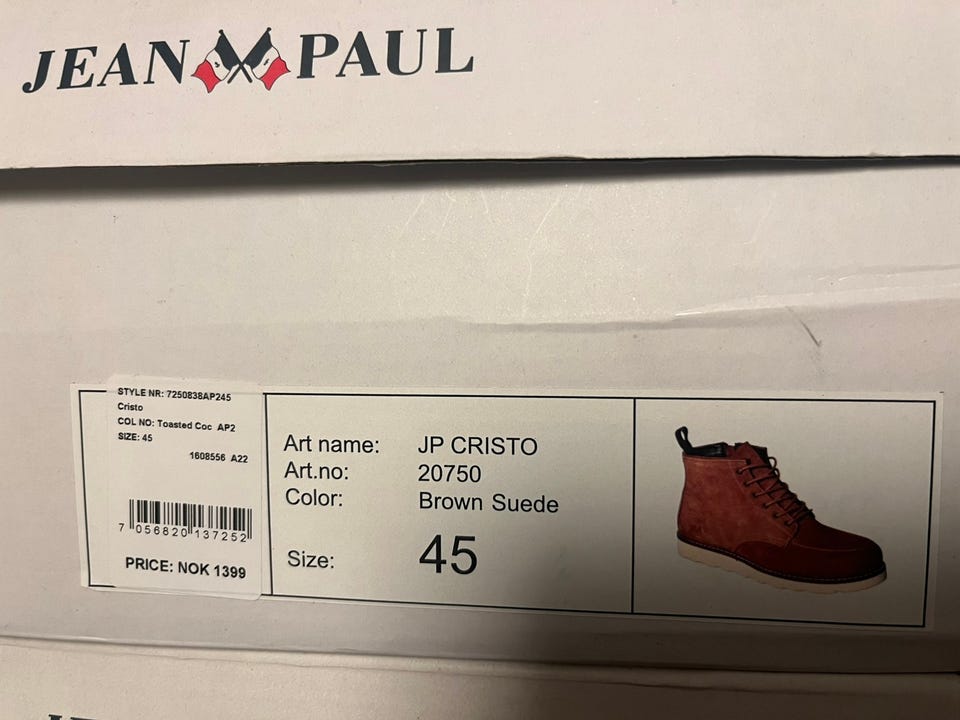 JEAN PAUL
STYLE NR: 7250838AP245
Cristo
COL NO: Toasted Coc AP2
SIZE: 45
1608556 A22
7 056820 137252
PRICE: NOK 1399
Art name: JP CRISTO
Art.no: 20750
Color: Brown Suede
Size: 45